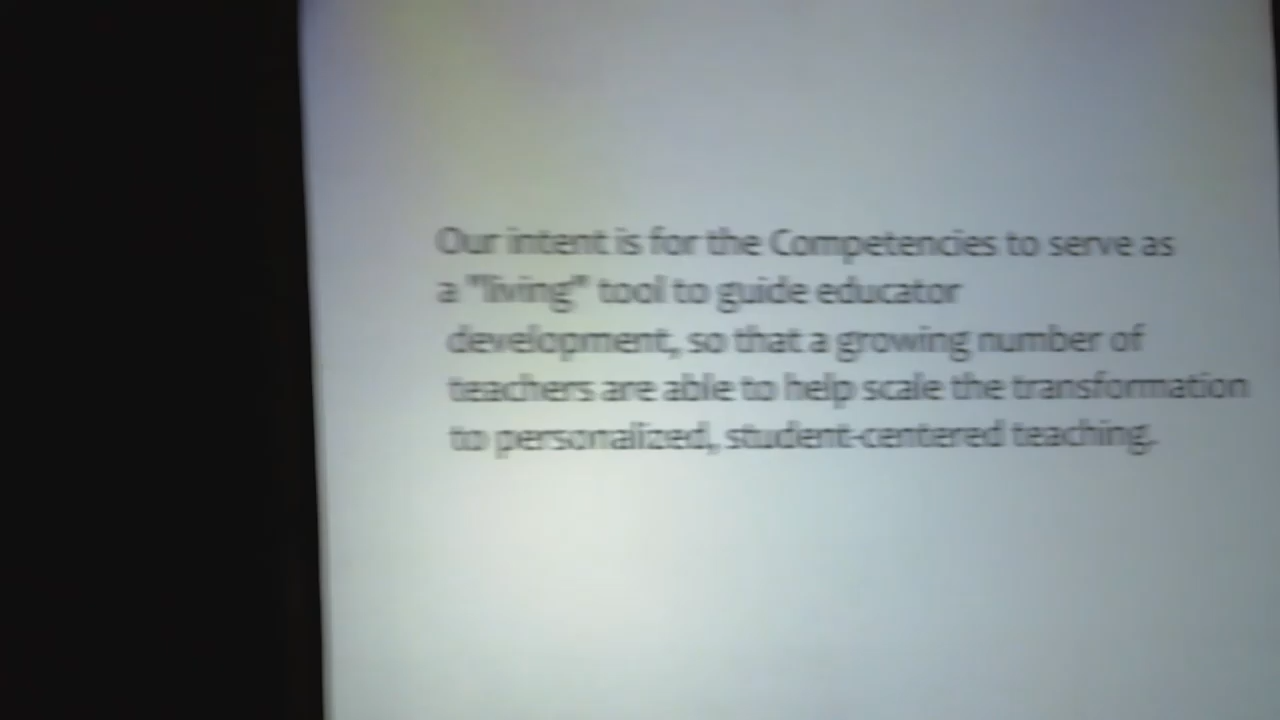 Our intent is for the Competencies to serve as
a "living" tool to guide educator
development, so that a growing number of
teachers are able to help scale the transformation
to personalized, student-centered teaching.